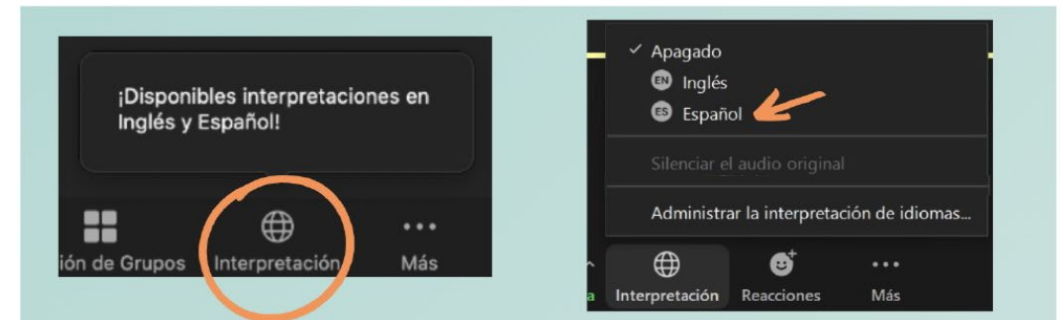 ¡Disponibles interpretaciones en
Inglés y Español!
ión de Grupos Interpretación Más
✓ Apagado
EN Inglés
ES Español
Silenciar el audio original
Administrar la interpretación de idiomas...
a Interpretación Reacciones Más